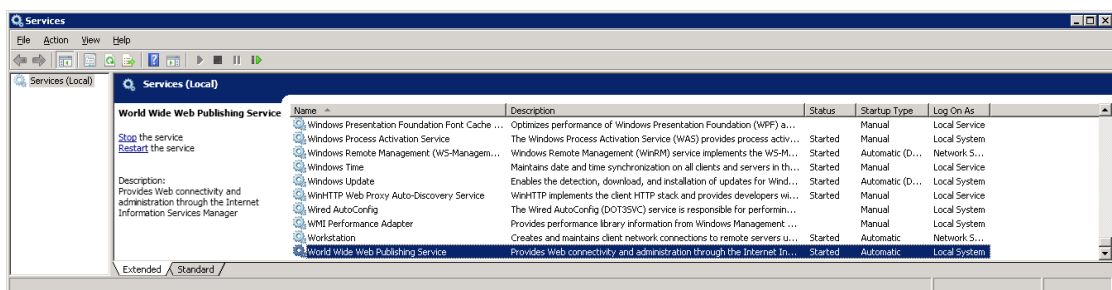 Services
File Action View Help
Services (Local)
Services (Local)
World Wide Web Publishing Service
Stop the service
Restart the service
Description:
Provides Web connectivity and
administration through the Internet
Information Services Manager
Name Description Status Startup Type Log On As
Windows Presentation Foundation Font Cache ... Optimizes performance of Windows Presentation Foundation (WPF) a... Manual Local Service
Windows Process Activation Service The Windows Process Activation Service (WAS) provides process activ... Started Manual Local System
Windows Remote Management (WS-Managem... Windows Remote Management (WinRM) service implements the WS-M... Started Automatic (D... Network S...
Windows Time Maintains date and time synchronization on all clients and servers in th... Started Manual Local Service
Windows Update Enables the detection, download, and installation of updates for Wind... Started Automatic (D... Local System
WinHTTP Web Proxy Auto-Discovery Service WinHTTP implements the client HTTP stack and provides developers wi... Started Manual Local Service
Wired AutoConfig The Wired AutoConfig (DOT3SVC) service is responsible for performin... Manual Local System
WMI Performance Adapter Provides performance library information from Windows Management ... Manual Local System
Workstation Creates and maintains client network connections to remote servers u... Started Automatic Network S...
World Wide Web Publishing Service Provides Web connectivity and administration through the Internet In... Started Automatic Local System
Extended Standard